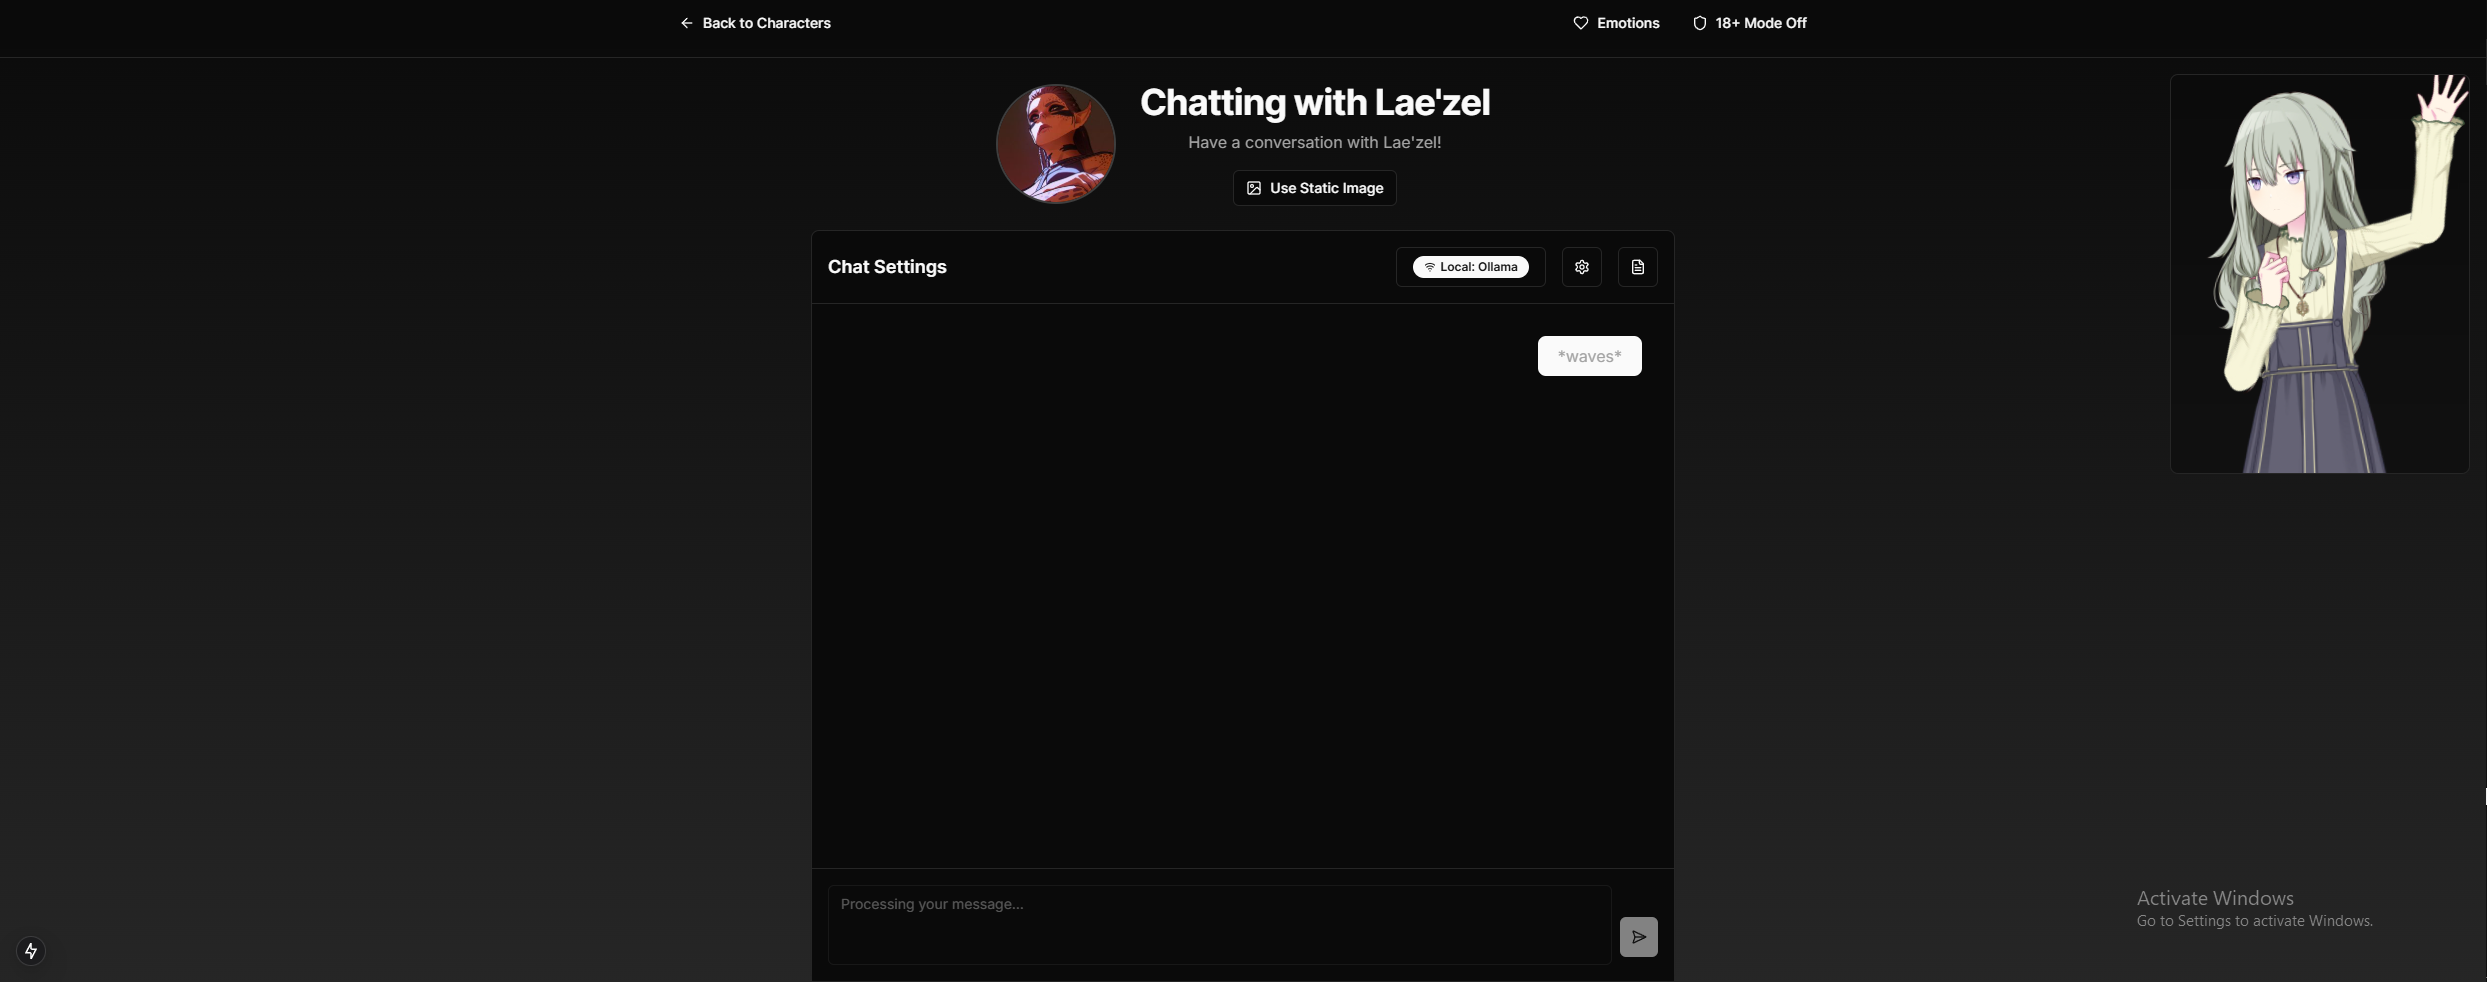 Back to Characters
Emotions
18+ Mode Off
Chatting with Lae'zel
Have a conversation with Lae'zel!
Use Static Image
Chat Settings
Local: Ollama
*waves*
Processing your message...
Activate Windows
Go to Settings to activate Windows.